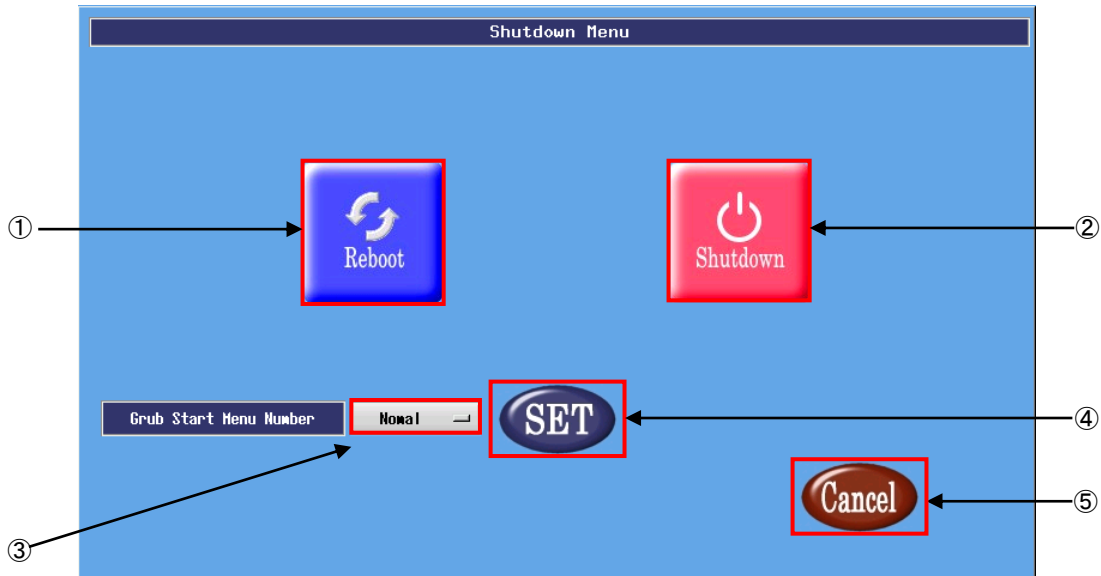 Shutdown Menu
① Reboot
Shutdown ②
Grub Start Menu Number Nomal SET ④
Cancel ⑤
③